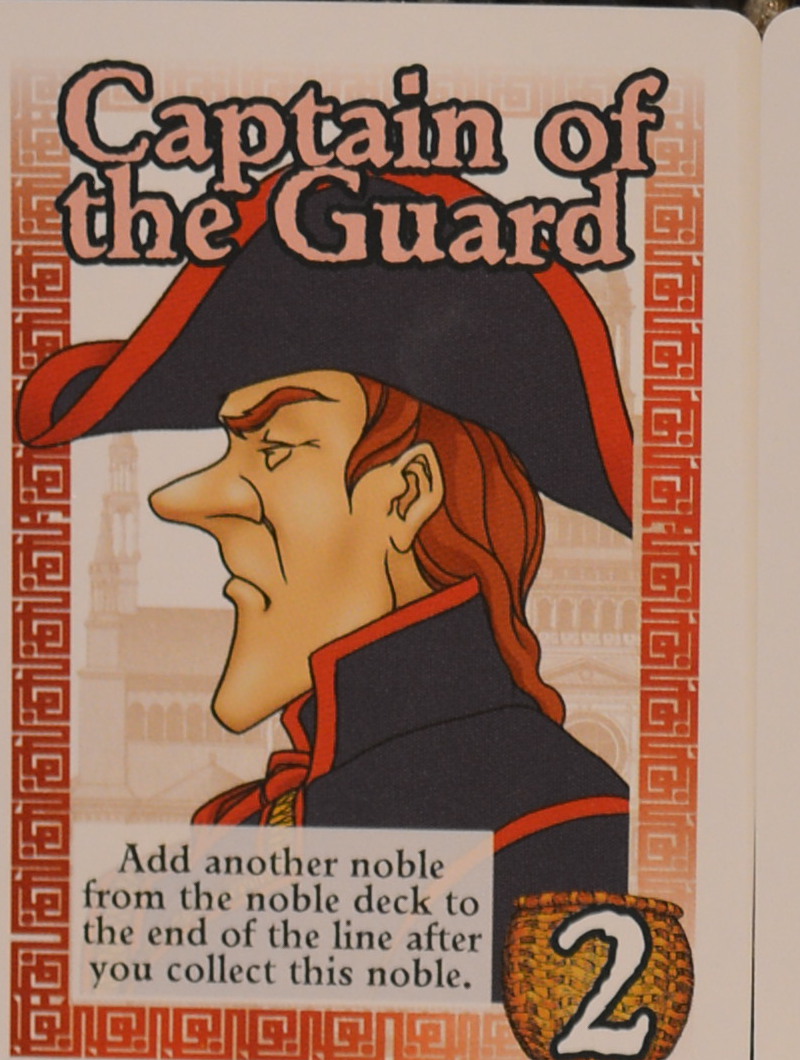 Captain of
the Guard
Add another noble
from the noble deck to
the end of the line after
you collect this noble.
2